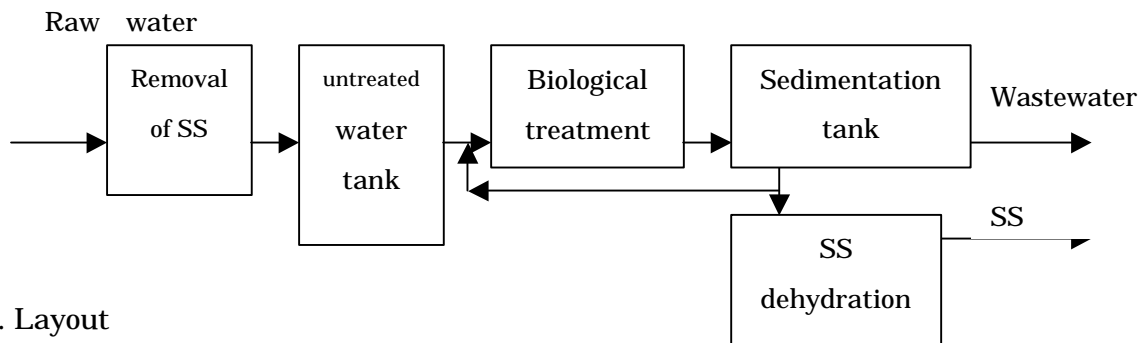 Raw water
Removal
of SS
untreated
water
tank
Biological
treatment
Sedimentation
tank
Wastewater
SS
SS
dehydration
. Layout